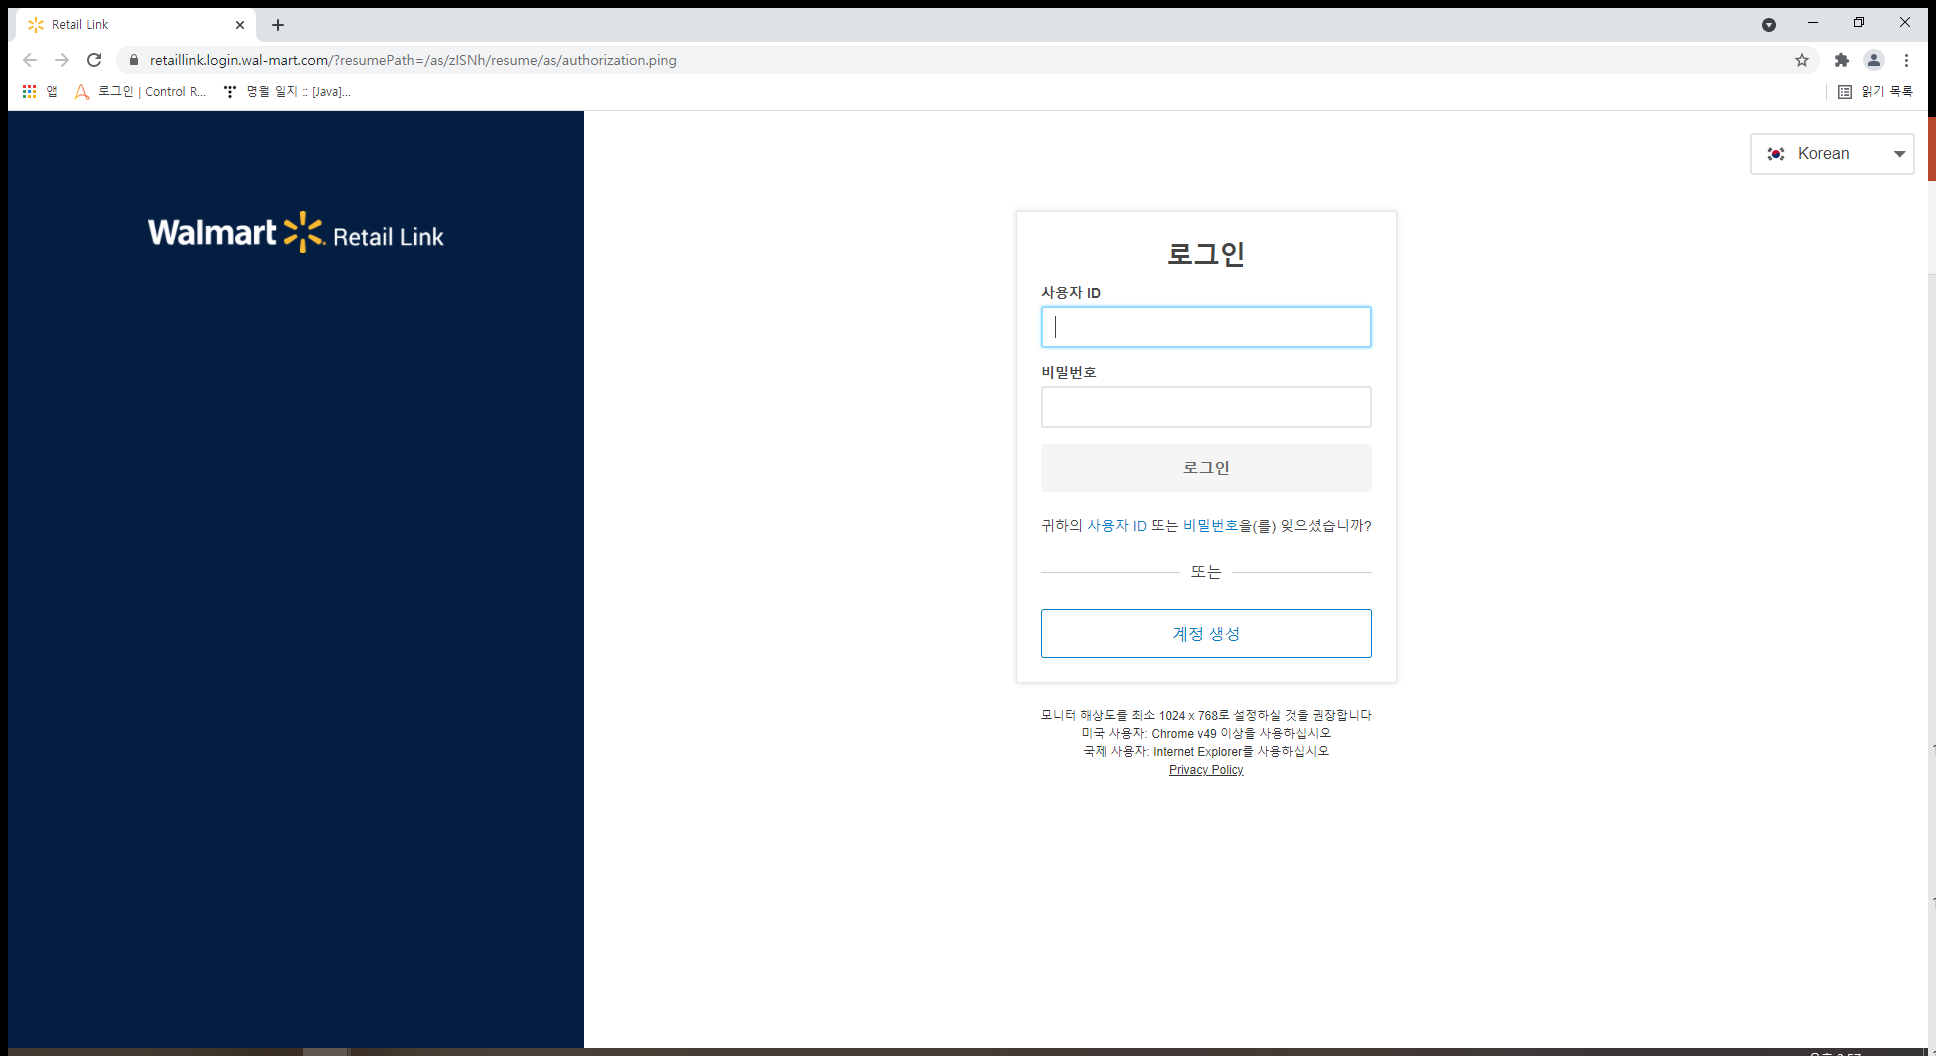 Retail Link
retaillink.login.wal-mart.com/?resumePath=/as/zISNh/resume/as/authorization.ping
앱 로그인 | Control R... 명월 일지 :: [Java]... 읽기 목록
Korean
Walmart Retail Link
로그인
사용자 ID
비밀번호
로그인
귀하의 사용자 ID 또는 비밀번호을(를) 잊으셨습니까?
또는
계정 생성
모니터 해상도를 최소 1024 x 768로 설정하실 것을 권장합니다
미국 사용자: Chrome v49 이상을 사용하십시오
국제 사용자: Internet Explorer를 사용하십시오
Privacy Policy